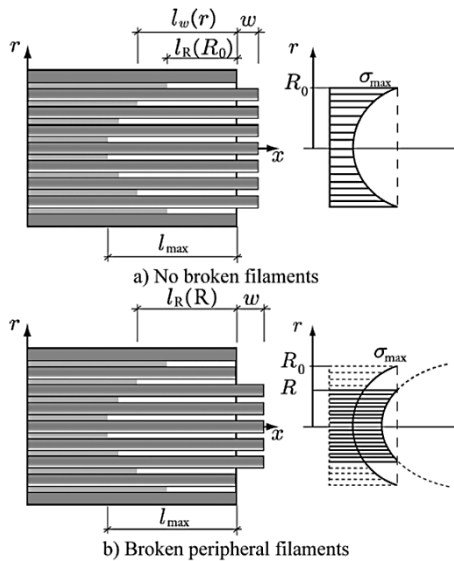 l_w(r) w
r l_R(R_0) r
R_0 σ_max
x
l_max
a) No broken filaments
l_R(R) w
r r
R_0 σ_max
R
x
l_max
b) Broken peripheral filaments